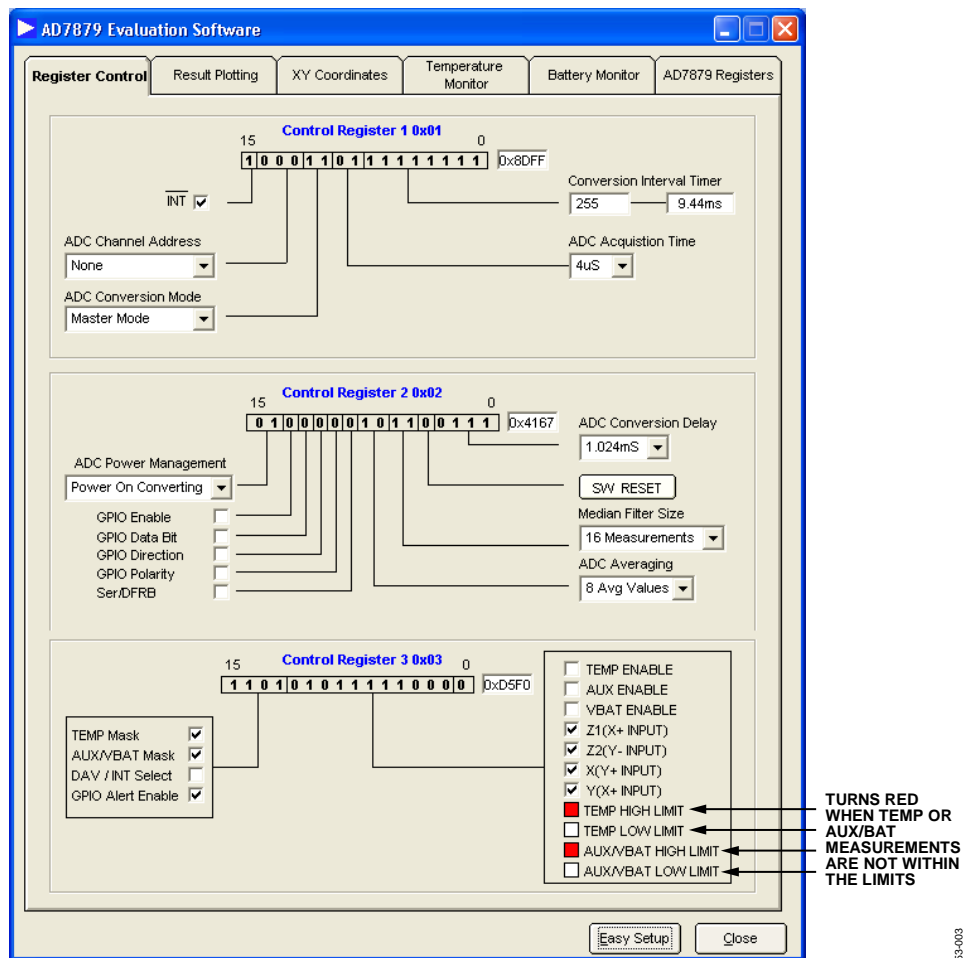 AD7879 Evaluation Software
Register Control
Result Plotting
XY Coordinates
Temperature
Monitor
Battery Monitor
AD7879 Registers
Control Register 1 0x01
15 0
1 0 0 0 1 1 0 1 1 1 1 1 1 1 1 1 0x8DFF
INT
Conversion Interval Timer
255 9.44ms
ADC Channel Address
None
ADC Acquistion Time
4uS
ADC Conversion Mode
Master Mode
Control Register 2 0x02
15 0
0 1 0 0 0 0 0 1 0 1 1 0 0 1 1 1 0x4167
ADC Conversion Delay
1.024mS
ADC Power Management
Power On Converting
SW RESET
GPIO Enable
GPIO Data Bit
GPIO Direction
GPIO Polarity
Ser/DFRB
Median Filter Size
16 Measurements
ADC Averaging
8 Avg Values
Control Register 3 0x03
15 0
1 1 0 1 0 1 0 1 1 1 1 1 0 0 0 0 0xD5F0
TEMP Mask
AUX/VBAT Mask
DAV / INT Select
GPIO Alert Enable
TEMP ENABLE
AUX ENABLE
VBAT ENABLE
Z1(X+ INPUT)
Z2(Y- INPUT)
X(Y+ INPUT)
Y(X+ INPUT)
TEMP HIGH LIMIT
TEMP LOW LIMIT
AUX/VBAT HIGH LIMIT
AUX/VBAT LOW LIMIT
TURNS RED
WHEN TEMP OR
AUX/BAT
MEASUREMENTS
ARE NOT WITHIN
THE LIMITS
Easy Setup
Close